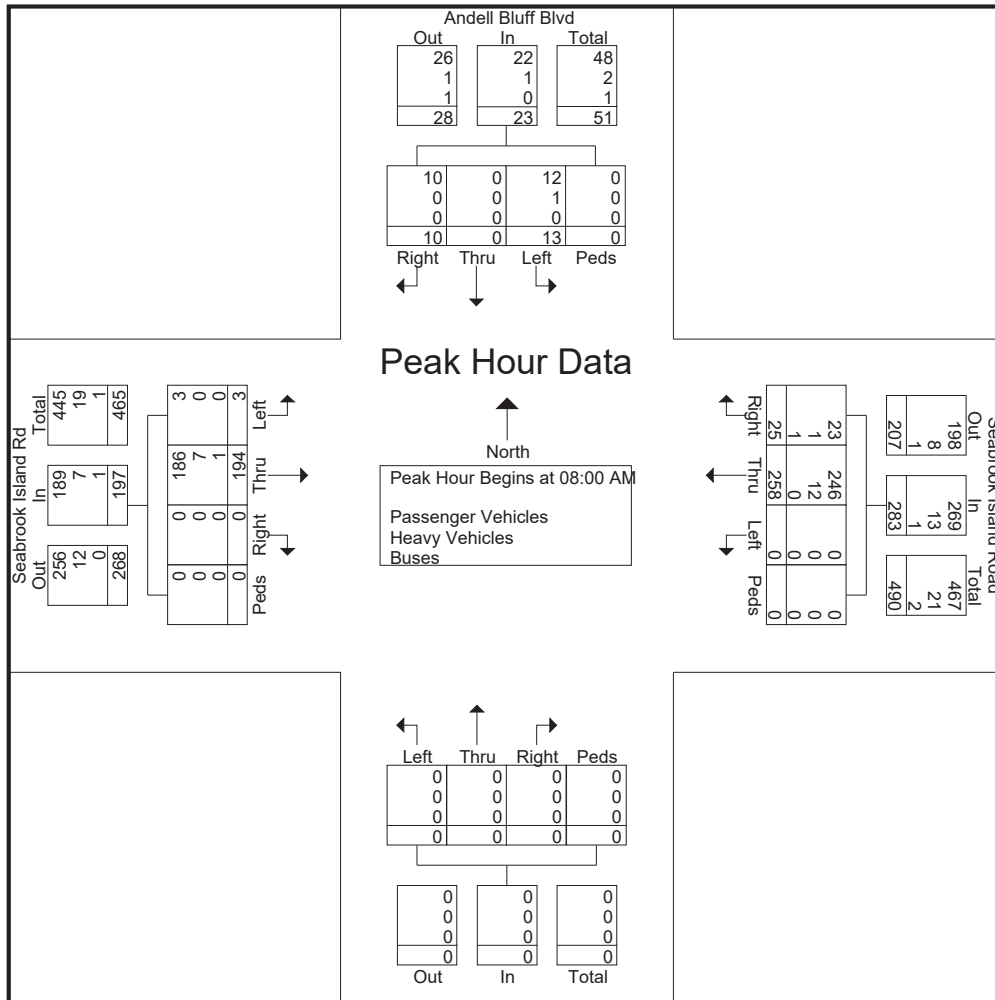 Andell Bluff Blvd
Out In Total
26 22 48
1 1 2
1 0 1
28 23 51
10 0 12 0
0 0 1 0
0 0 0 0
10 0 13 0
Right Thru Left Peds
Peak Hour Data
North
Peak Hour Begins at 08:00 AM
Passenger Vehicles
Heavy Vehicles
Buses
Seabrook Island Rd
Out In Total
256 189 445
12 7 19
0 1 1
268 197 465
Left
3 0 0 3
Thru
186 7 1 194
Right
0 0 0 0
Peds
0 0 0 0
Seabrook Island Road
Out In Total
198 269 467
8 13 21
1 1 2
207 283 490
Right
23 1 1 25
Thru
246 12 0 258
Left
0 0 0 0
Peds
0 0 0 0
Left Thru Right Peds
0 0 0 0
0 0 0 0
0 0 0 0
0 0 0 0
0 0 0
0 0 0
0 0 0
0 0 0
Out In Total